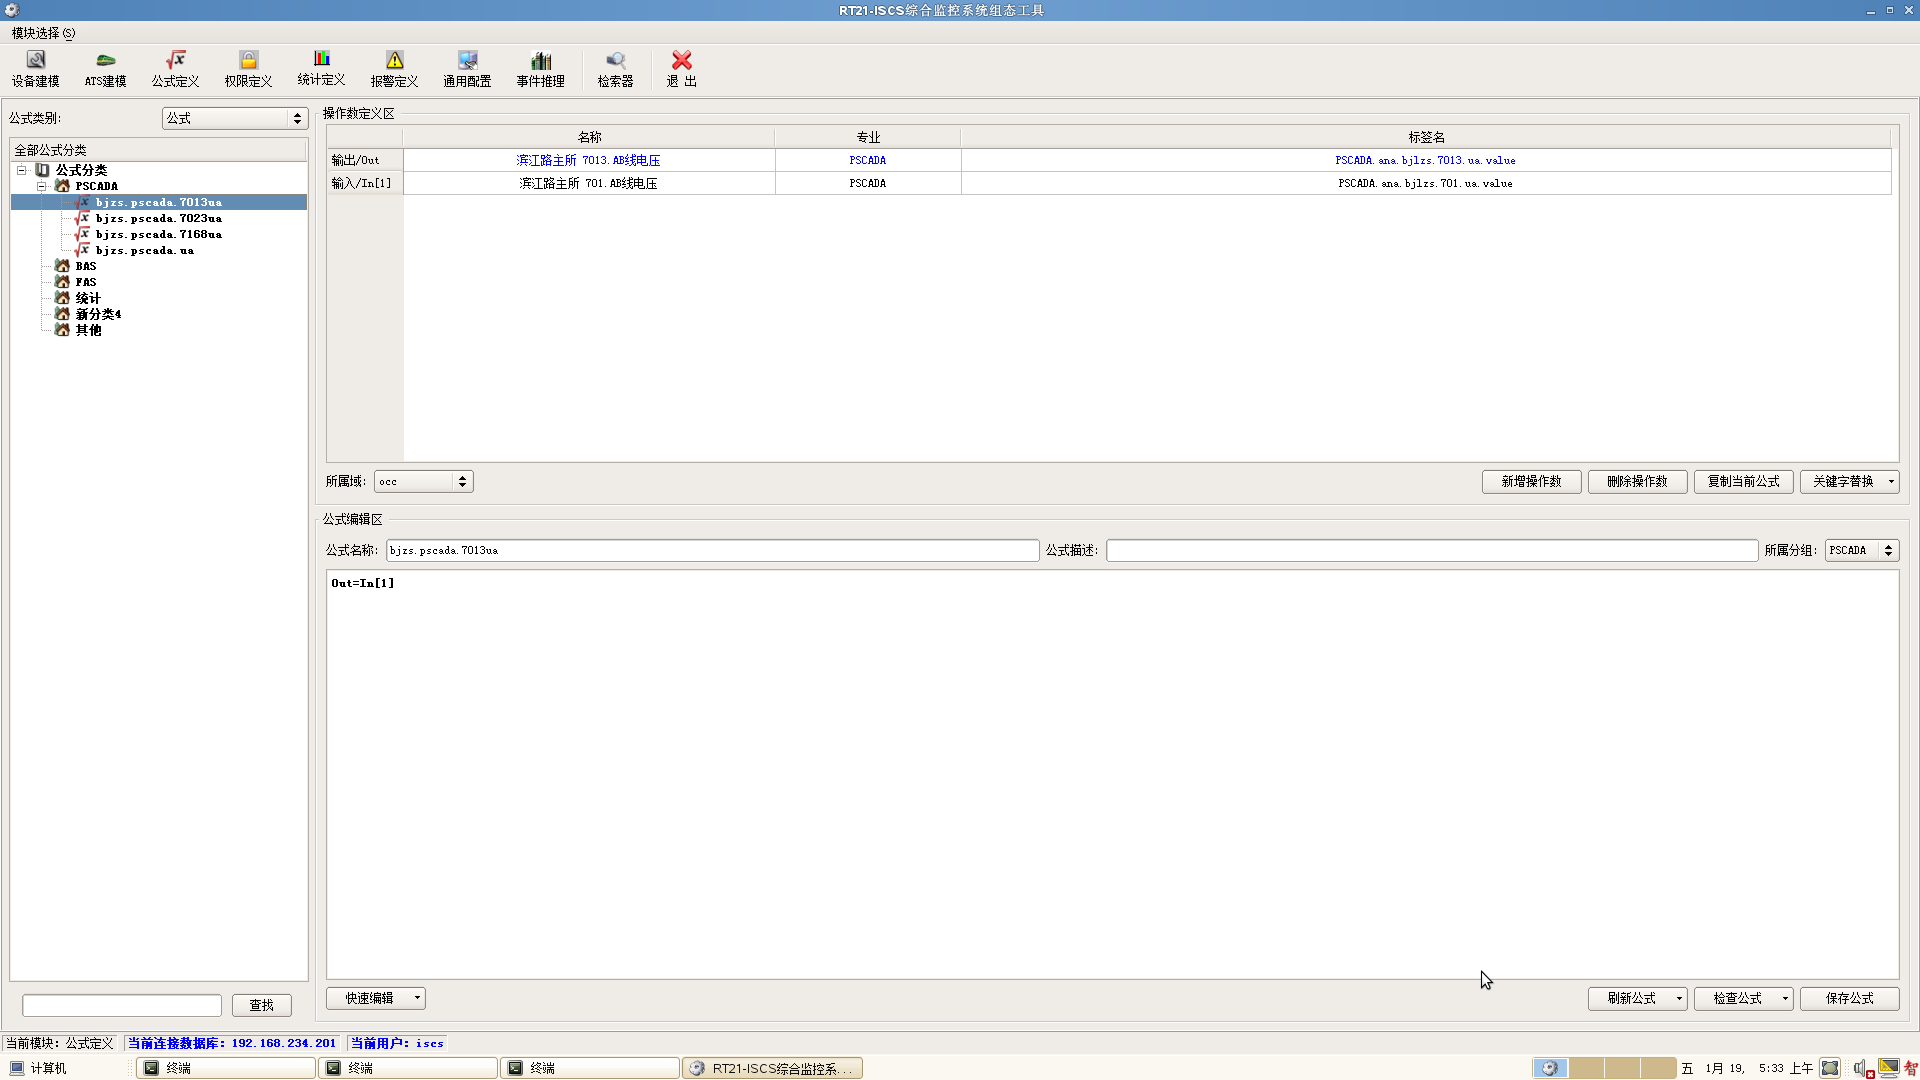 RT21-ISCS综合监控系统组态工具
模块选择(S)
设备建模 ATS建模 公式定义 权限定义 统计定义 报警定义 通用配置 事件推理 检索器 退 出
公式类别: 公式
全部公式分类
公式分类
PSCADA
bjzs.pscada.7013ua
bjzs.pscada.7023ua
bjzs.pscada.7168ua
bjzs.pscada.ua
BAS
FAS
统计
新分类4
其他
查找
操作数定义区
名称 专业 标签名
输出/Out 滨江路主所 7013.AB线电压 PSCADA PSCADA.ana.bjlzs.7013.ua.value
输入/In[1] 滨江路主所 701.AB线电压 PSCADA PSCADA.ana.bjlzs.701.ua.value
所属域: occ 新增操作数 删除操作数 复制当前公式 关键字替换
公式编辑区
公式名称: bjzs.pscada.7013ua 公式描述: 所属分组: PSCADA
Out=In[1]
快速编辑 刷新公式 检查公式 保存公式
当前模块: 公式定义 当前连接数据库: 192.168.234.201 当前用户: iscs
计算机 终端 终端 终端 RT21-ISCS综合监控系... 五 1月 19, 5:33 上午 智